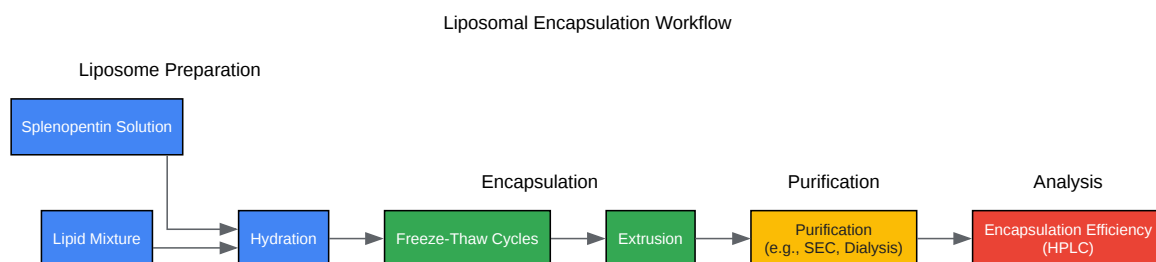 Liposomal Encapsulation Workflow
Liposome Preparation
Splenopentin Solution
Encapsulation
Purification
Analysis
Lipid Mixture
Hydration
Freeze-Thaw Cycles
Extrusion
Purification
(e.g., SEC, Dialysis)
Encapsulation Efficiency
(HPLC)